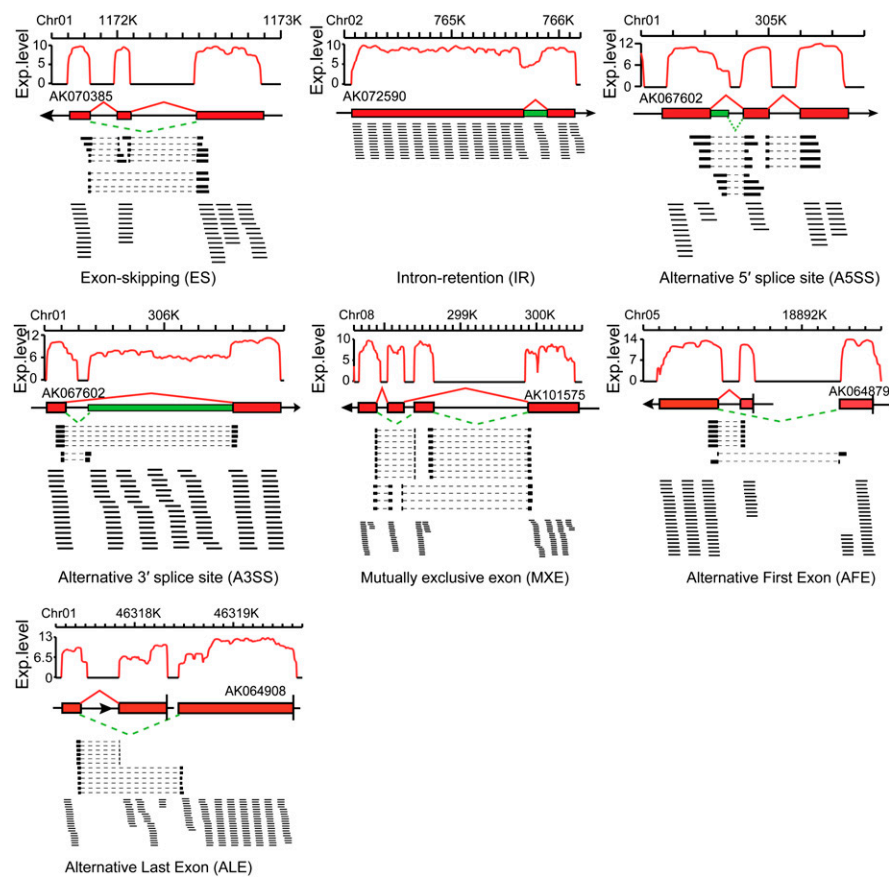 Chr01 1172K 1173K
Exp.level
10
5
0
AK070385
Exon-skipping (ES)
Chr02 765K 766K
Exp.level
10
5
0
AK072590
Intron-retention (IR)
Chr01 305K
Exp.level
12
6
0
AK067602
Alternative 5′ splice site (A5SS)
Chr01 306K
Exp.level
12
6
0
AK067602
Alternative 3′ splice site (A3SS)
Chr08 299K 300K
Exp.level
10
5
0
AK101575
Mutually exclusive exon (MXE)
Chr05 18892K
Exp.level
14
7
0
AK064879
Alternative First Exon (AFE)
Chr01 46318K 46319K
Exp.level
13
6.5
0
AK064908
Alternative Last Exon (ALE)